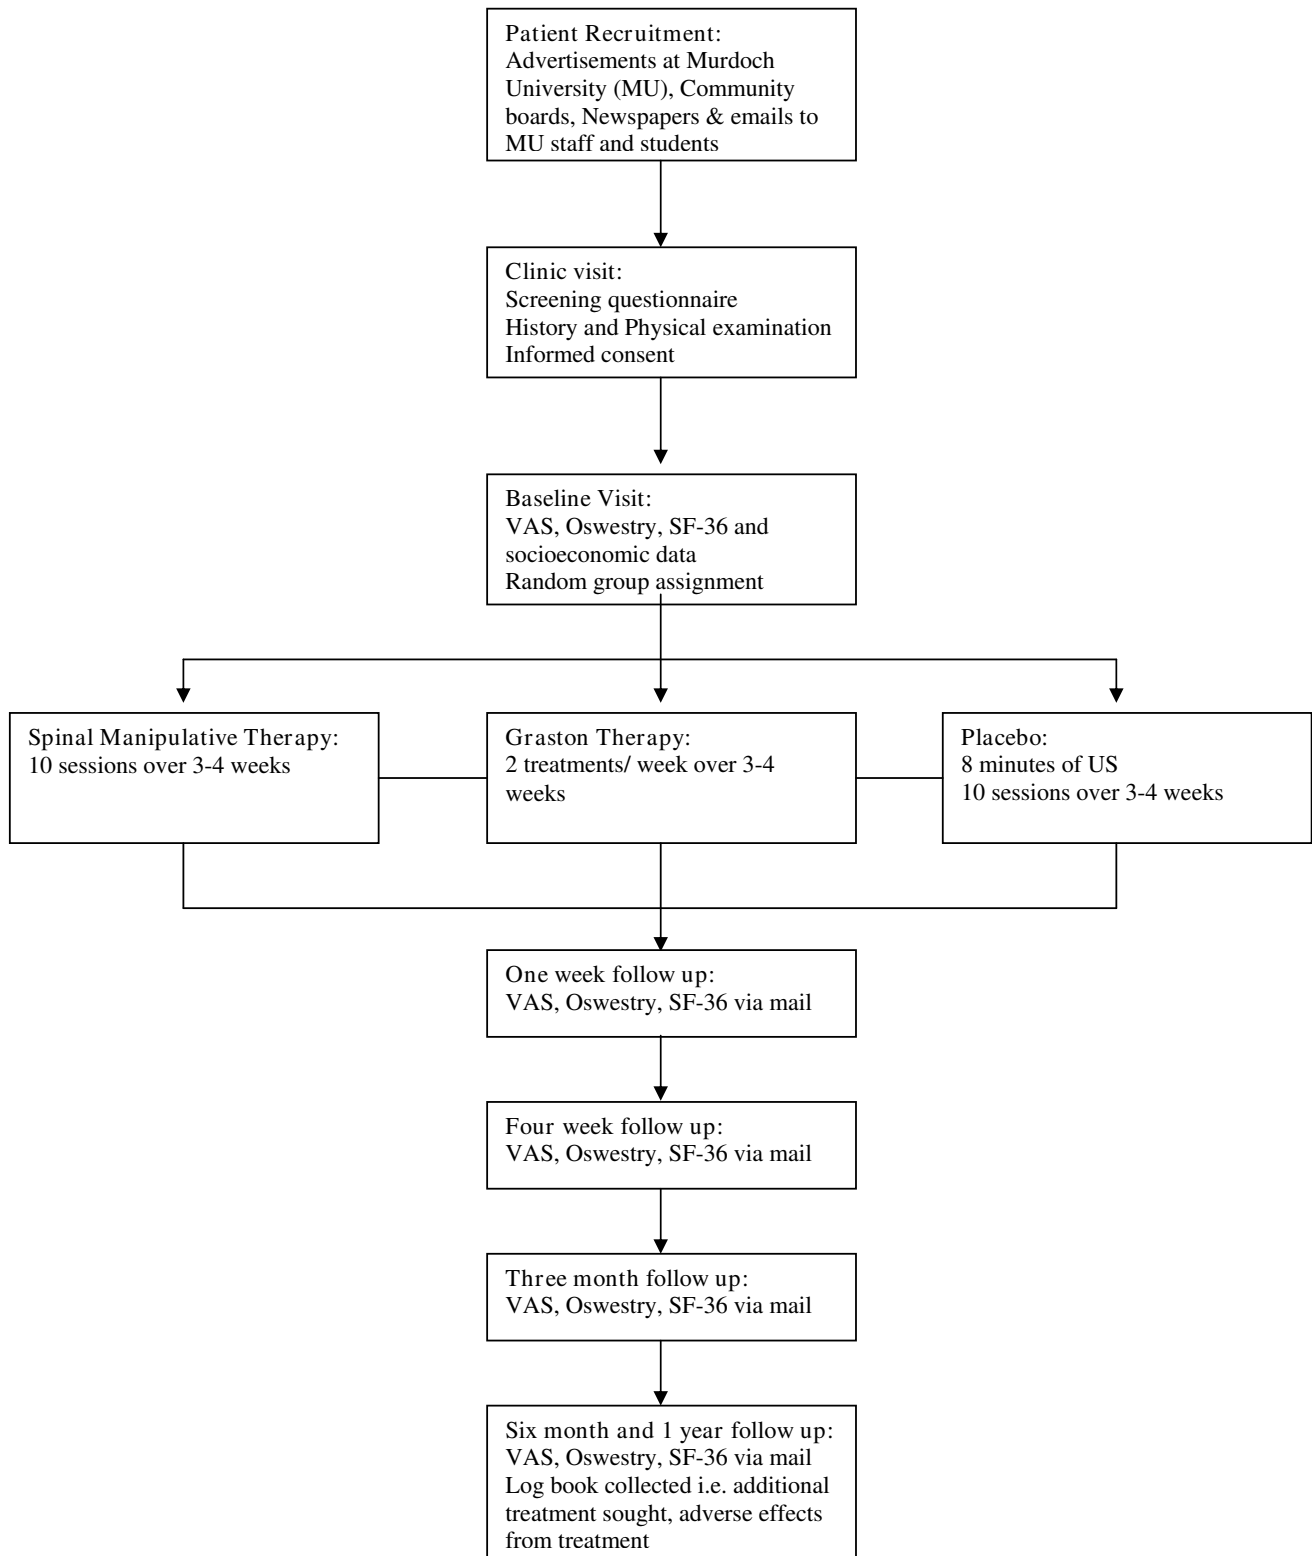 Patient Recruitment:
Advertisements at Murdoch
University (MU), Community
boards, Newspapers & emails to
MU staff and students
Clinic visit:
Screening questionnaire
History and Physical examination
Informed consent
Baseline Visit:
VAS, Oswestry, SF-36 and
socioeconomic data
Random group assignment
Spinal Manipulative Therapy:
10 sessions over 3-4 weeks
Graston Therapy:
2 treatments/ week over 3-4
weeks
Placebo:
8 minutes of US
10 sessions over 3-4 weeks
One week follow up:
VAS, Oswestry, SF-36 via mail
Four week follow up:
VAS, Oswestry, SF-36 via mail
Three month follow up:
VAS, Oswestry, SF-36 via mail
Six month and 1 year follow up:
VAS, Oswestry, SF-36 via mail
Log book collected i.e. additional
treatment sought, adverse effects
from treatment